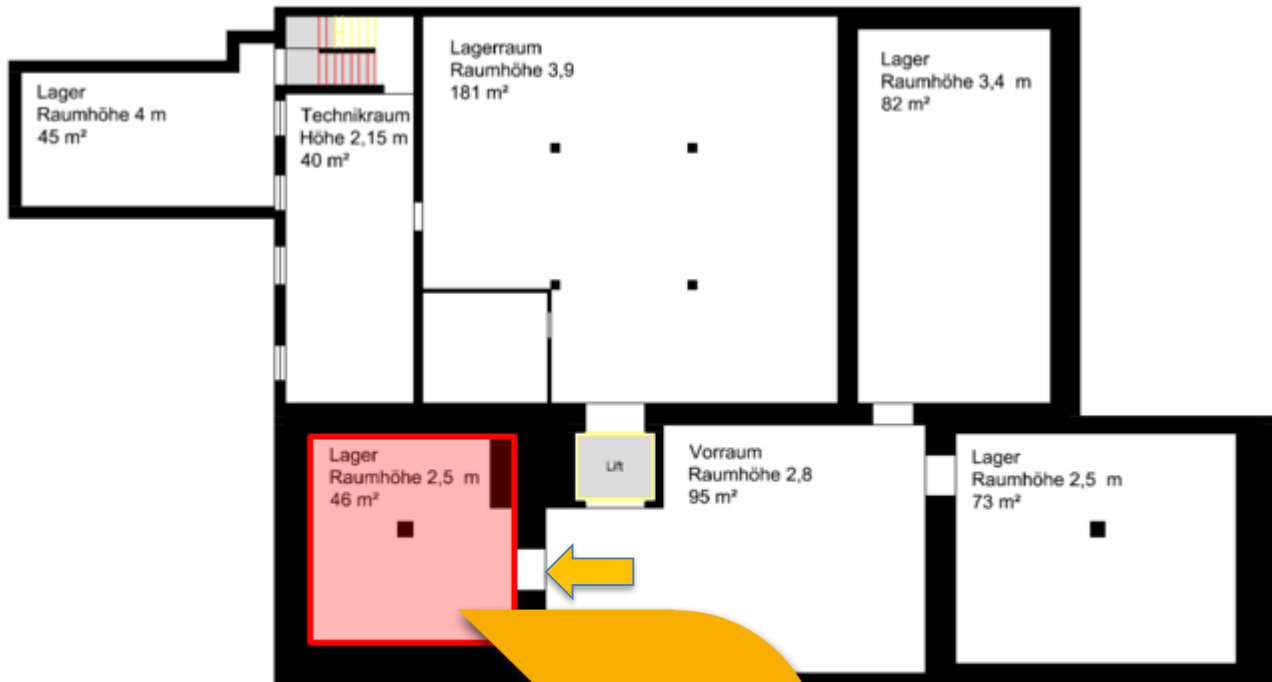 Lager
Raumhöhe 4 m
45 m²
Technikraum
Höhe 2,15 m
40 m²
Lagerraum
Raumhöhe 3,9
181 m²
Lager
Raumhöhe 3,4 m
82 m²
Lager
Raumhöhe 2,5 m
46 m²
Lift
Vorraum
Raumhöhe 2,8
95 m²
Lager
Raumhöhe 2,5 m
73 m²